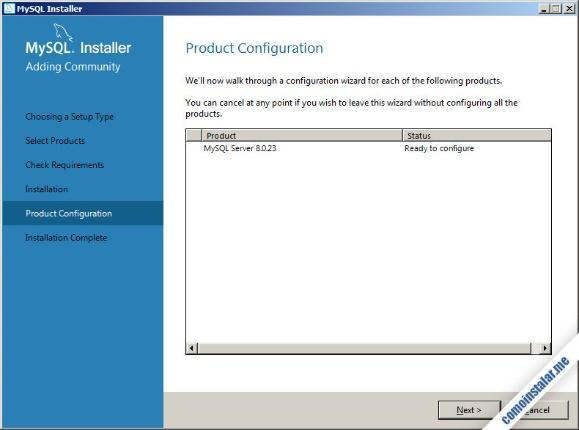 MySQL Installer
MySQL. Installer
Adding Community
Choosing a Setup Type
Select Products
Check Requirements
Installation
Product Configuration
Installation Complete
Product Configuration
We'll now walk through a configuration wizard for each of the following products.
You can cancel at any point if you wish to leave this wizard without configuring all the
products.
Product Status
MySQL Server 8.0.23 Ready to configure
Next > Cancel
comoinstalar.me